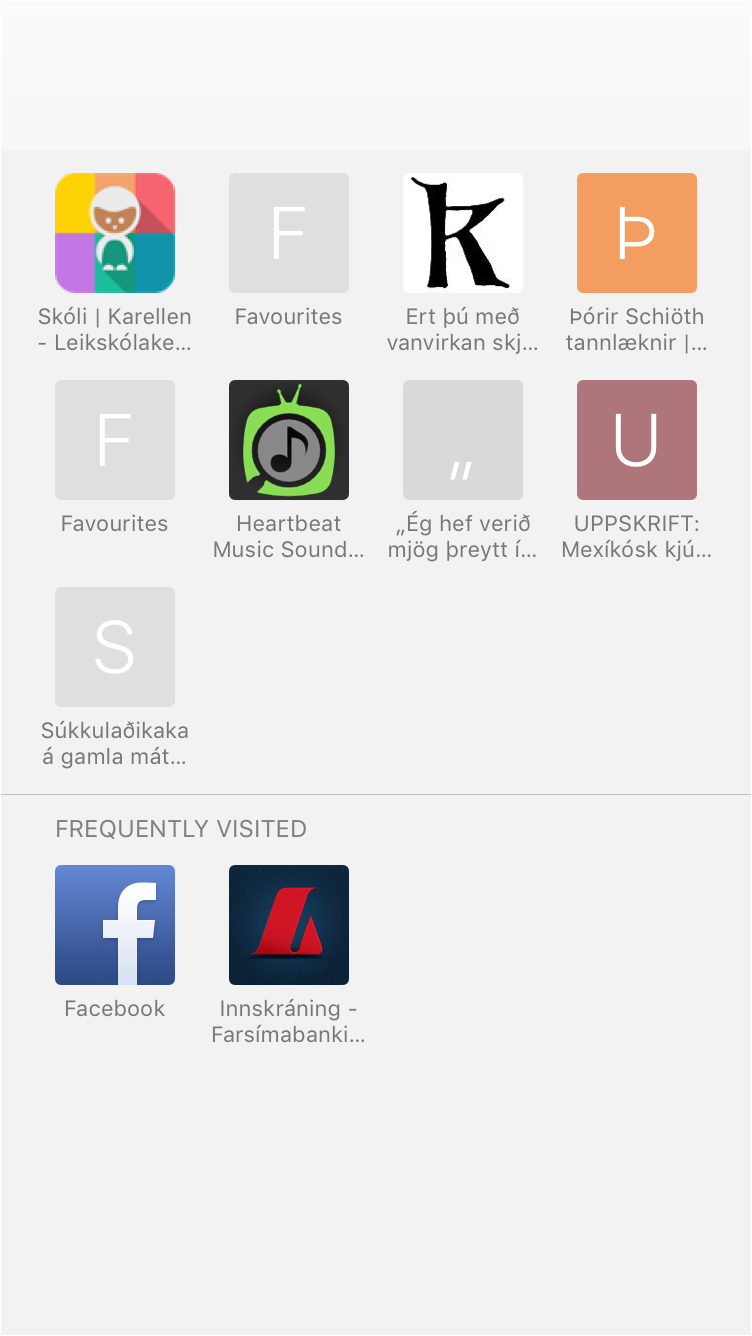 F
k
Þ
Skóli | Karellen
- Leikskólake...
Favourites
Ert þú með
vanvirkan skj...
Þórir Schiöth
tannlæknir |...
F
„
U
Favourites
Heartbeat
Music Sound...
„Ég hef verið
mjög þreytt í...
UPPSKRIFT:
Mexíkósk kjú...
S
Súkkulaðikaka
á gamla mát...
FREQUENTLY VISITED
f
Facebook
Innskráning -
Farsímabanki...